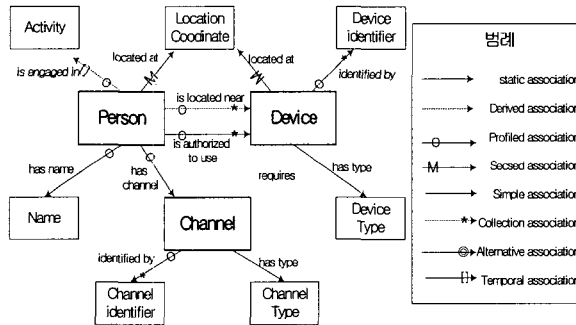 Activity
Location
Coodinate
Device
identifier
범례
is engaged in
located at
located at
identified by
static association
is located near
Derived association
Person
Device
Profiled association
is authorized
to use
Secsed association
has name
has
channel
requires
has type
Simple association
Name
Channel
Device
Type
Collection association
identified by
has type
Alternative association
Channel
identifier
Channel
Type
Temporal association